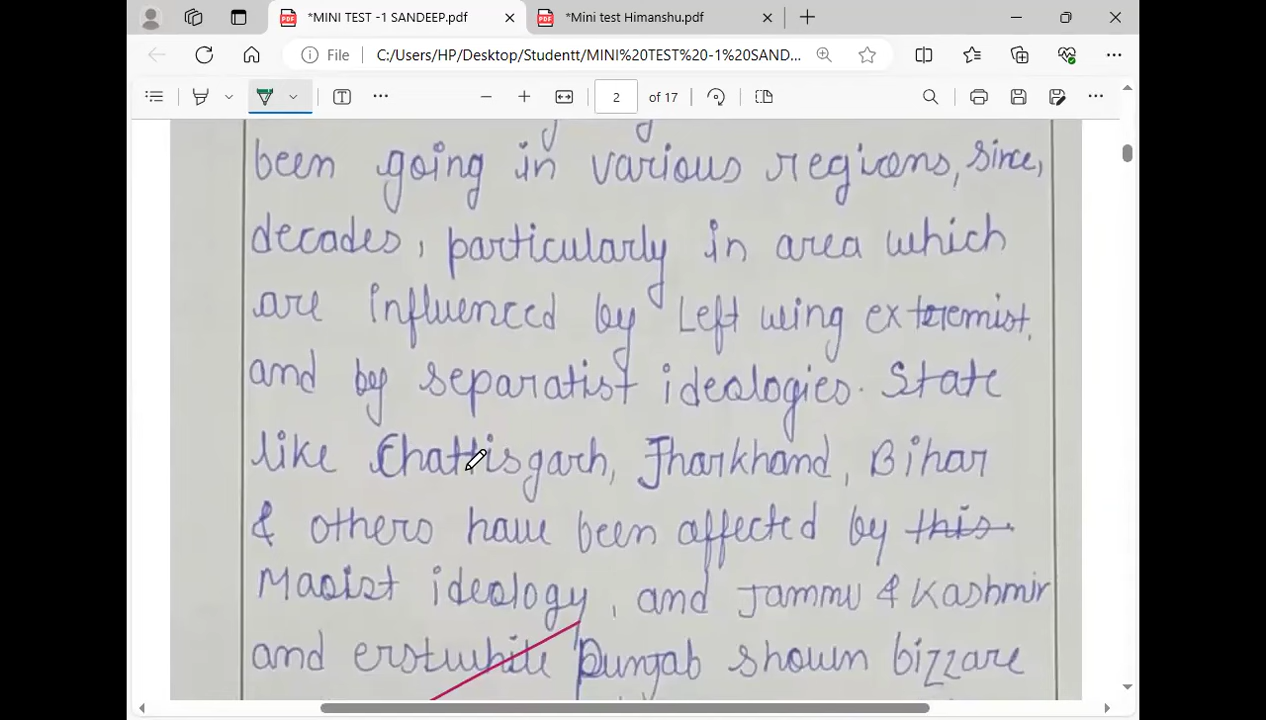 *MINI TEST -1 SANDEEP.pdf
*Mini test Himanshu.pdf
File
C:/Users/HP/Desktop/Studentt/MINI%20TEST%20-1%20SAND...
2 of 17
been going in various regions, since,
decades, particularly in area which
are influenced by Left wing extremist,
and by separatist ideologies. State
like Chattisgarh, Jharkhand, Bihar
& others have been affected by this
Maoist ideology, and Jammu & Kashmir
and erstwhile Punjab shown bizzare